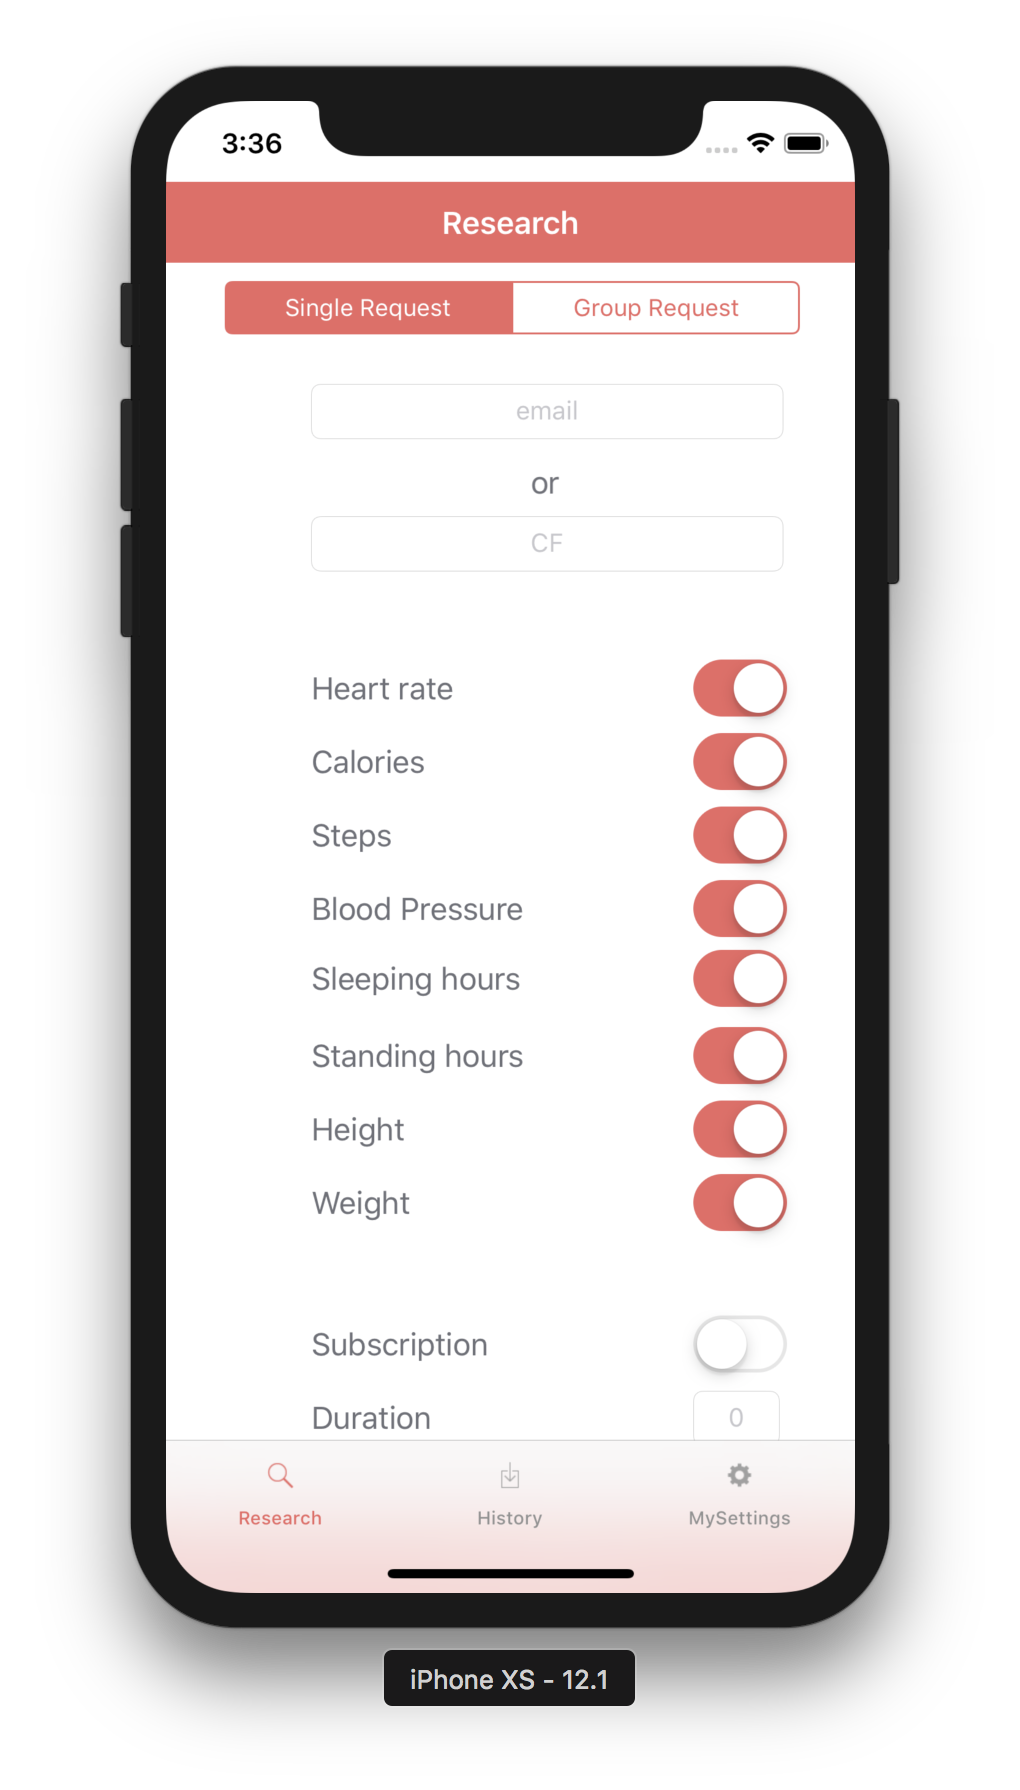 3:36
Research
Single Request
Group Request
email
or
CF
Heart rate
Calories
Steps
Blood Pressure
Sleeping hours
Standing hours
Height
Weight
Subscription
Duration
0
Research
History
MySettings
iPhone XS - 12.1